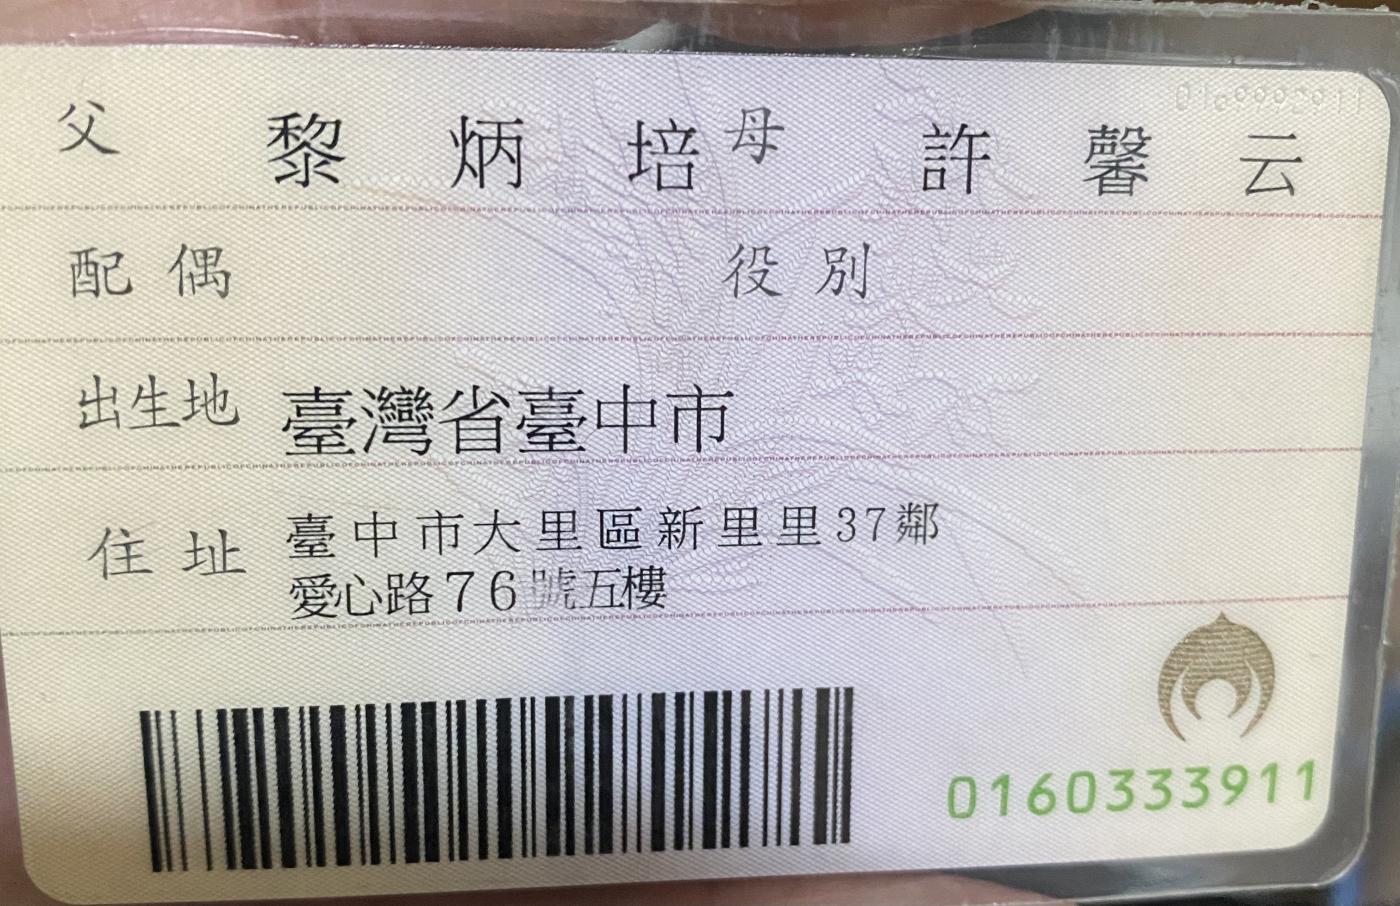 父 黎炳培 母 許馨云
配偶 役別
出生地 臺灣省臺中市
住址 臺中市大里區新里里37鄰
愛心路76號五樓
0160333911